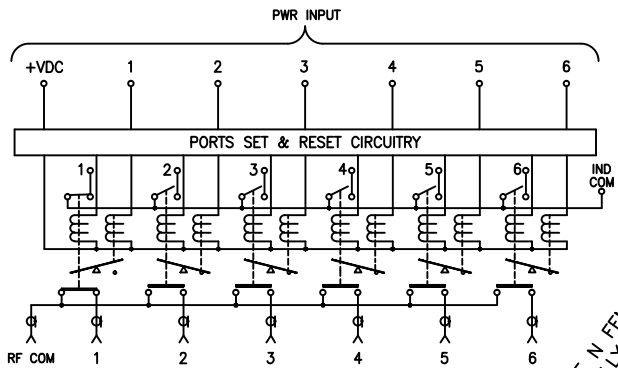 PWR INPUT
+VDC 1 2 3 4 5 6
PORTS SET & RESET CIRCUITRY
1 2 3 4 5 6
IND
COM
RF COM 1 2 3 4 5 6
N